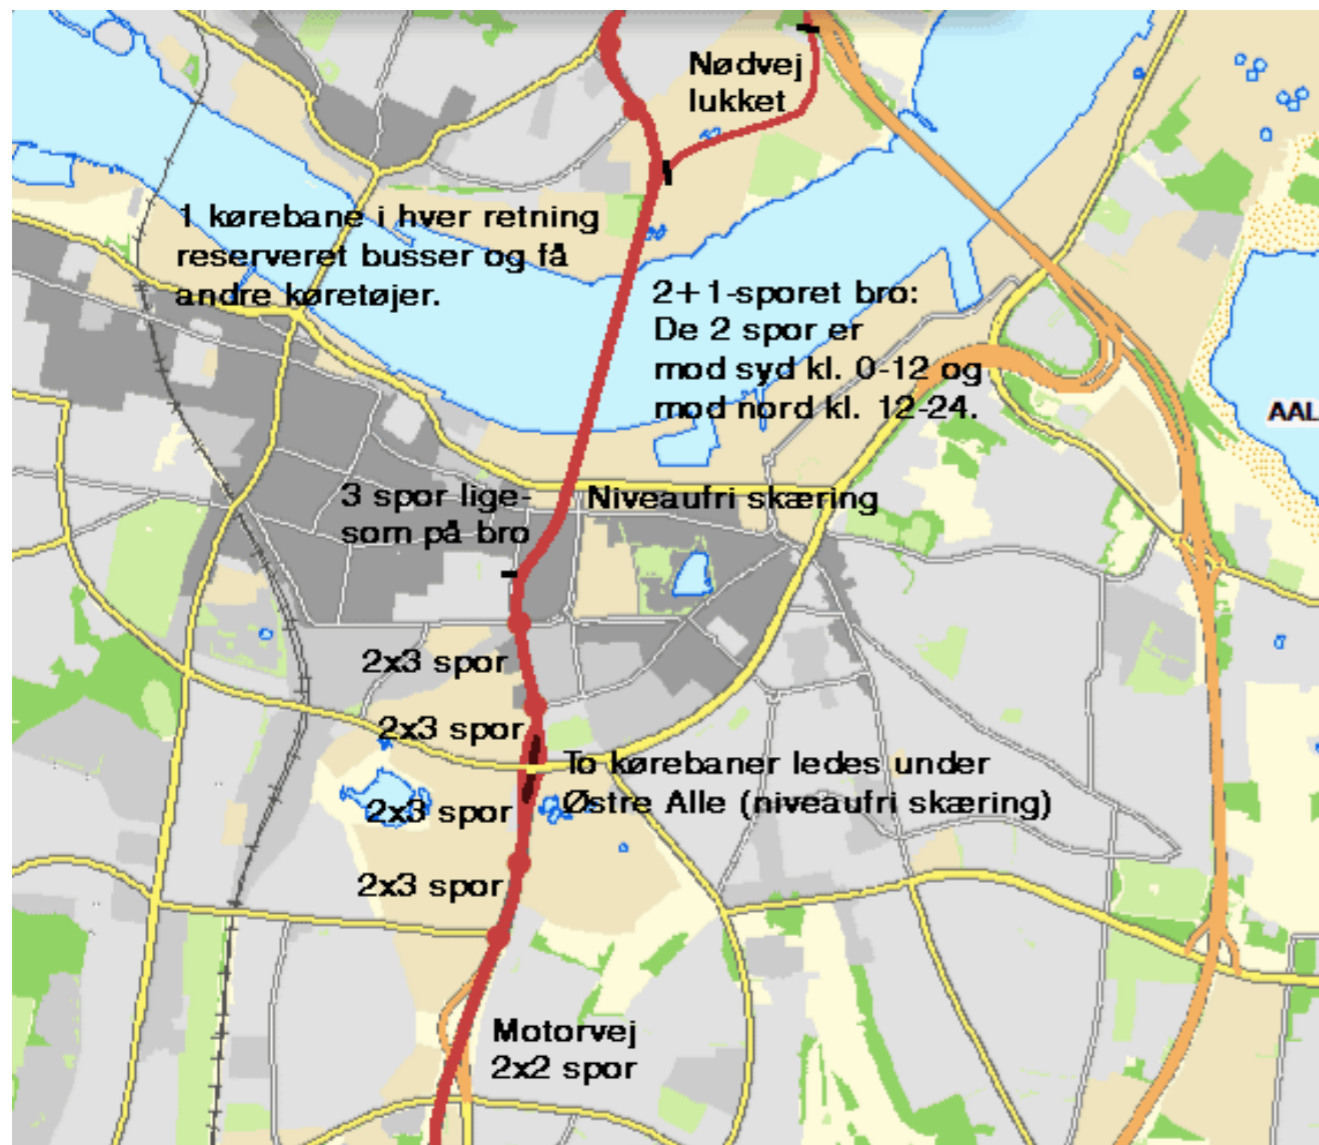 Nødvej
lukket
1 kørebane i hver retning
reserveret busser og få
andre køretøjer.
2+1-sporet bro:
De 2 spor er
mod syd kl. 0-12 og
mod nord kl. 12-24.
AAL
3 spor lige-
som på bro
Niveaufri skæring
2x3 spor
2x3 spor
To kørebaner ledes under
Østre Alle (niveaufri skæring)
2x3 spor
2x3 spor
Motorvej
2x2 spor